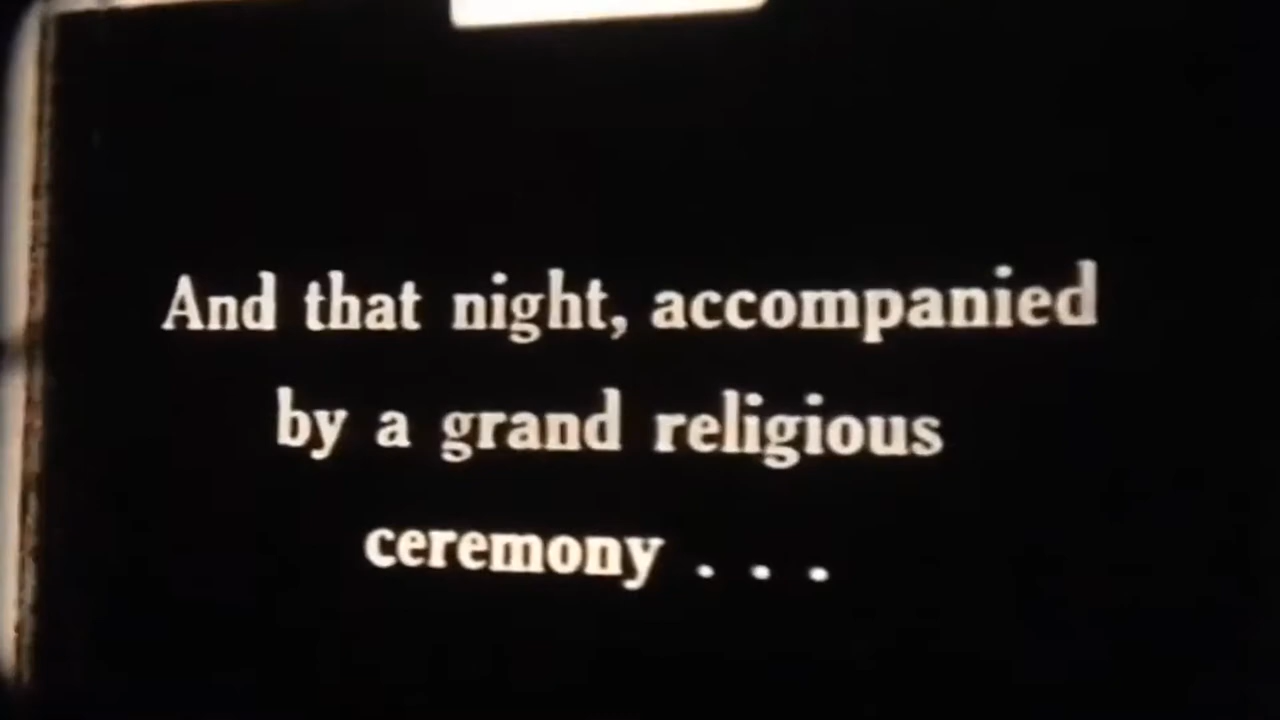 And that night, accompanied
by a grand religious
ceremony . . .